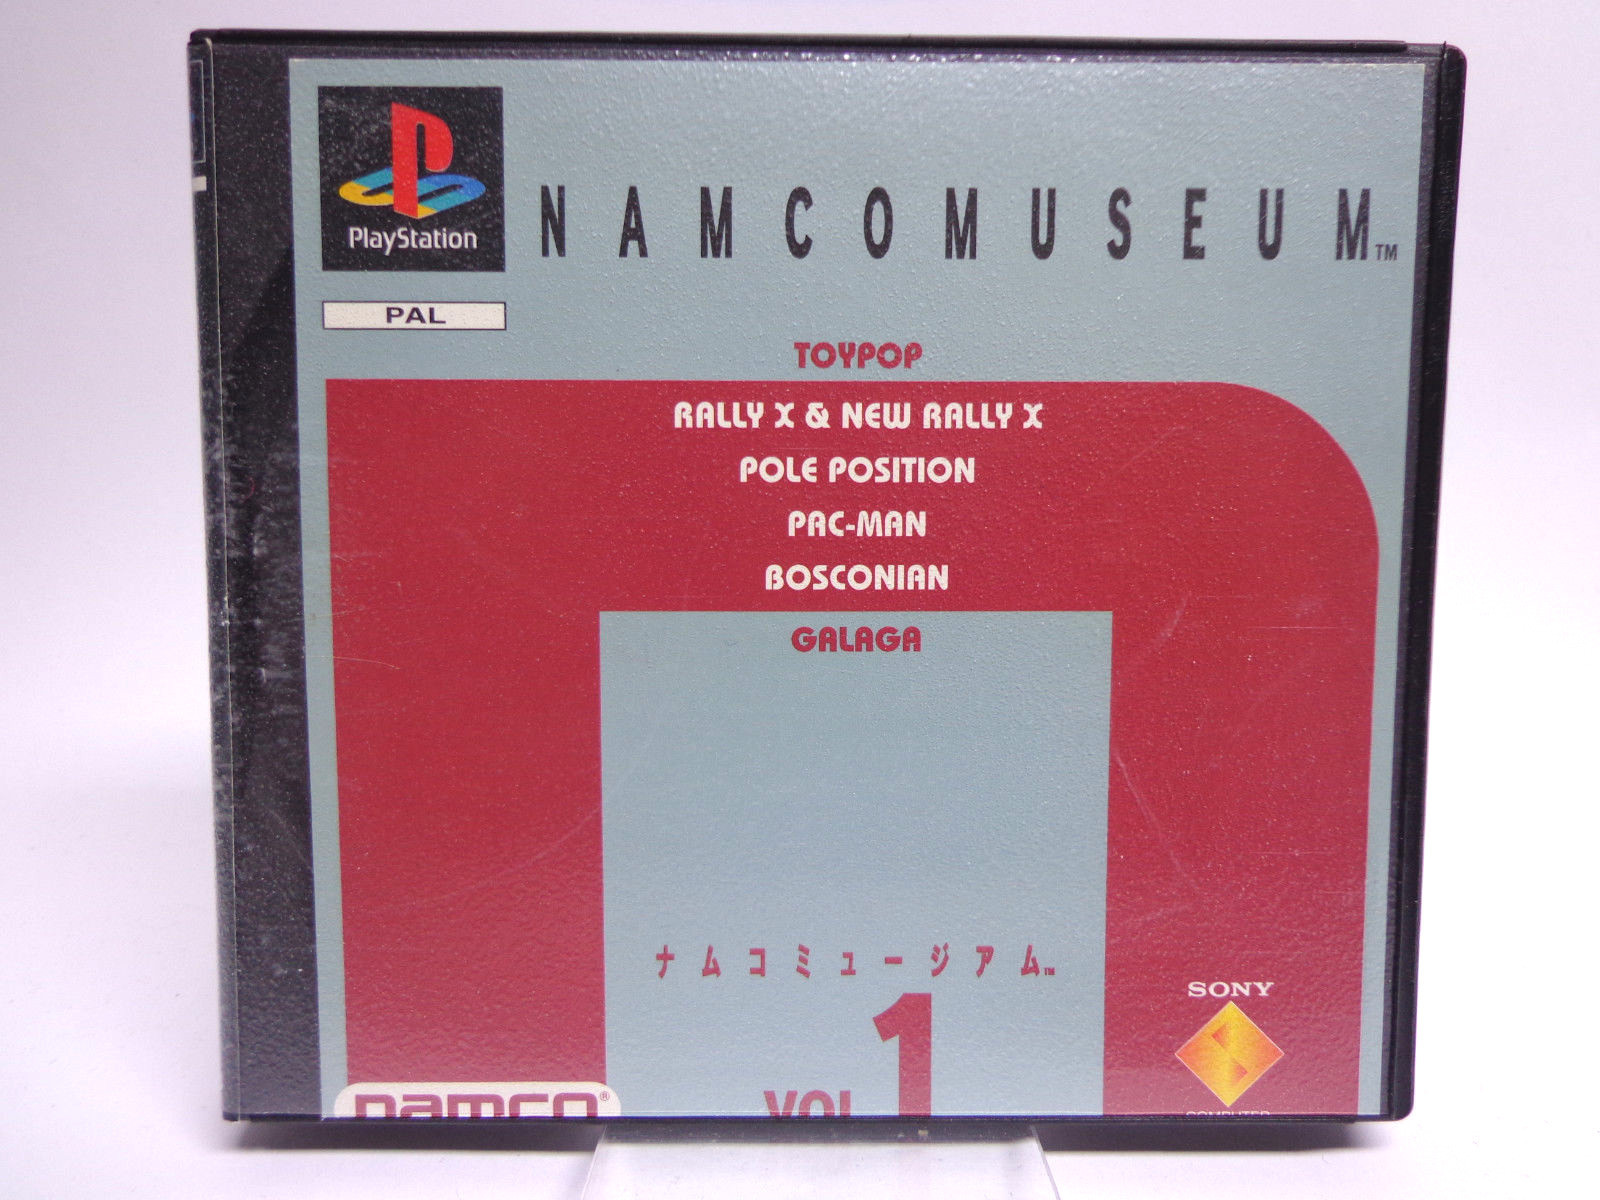 PlayStation
NAMCOMUSEUM™
PAL
TOYPOP
RALLY X & NEW RALLY X
POLE POSITION
PAC-MAN
BOSCONIAN
GALAGA
ナムコミュージアム™
SONY
VOL 1
namco®
COMPUTER